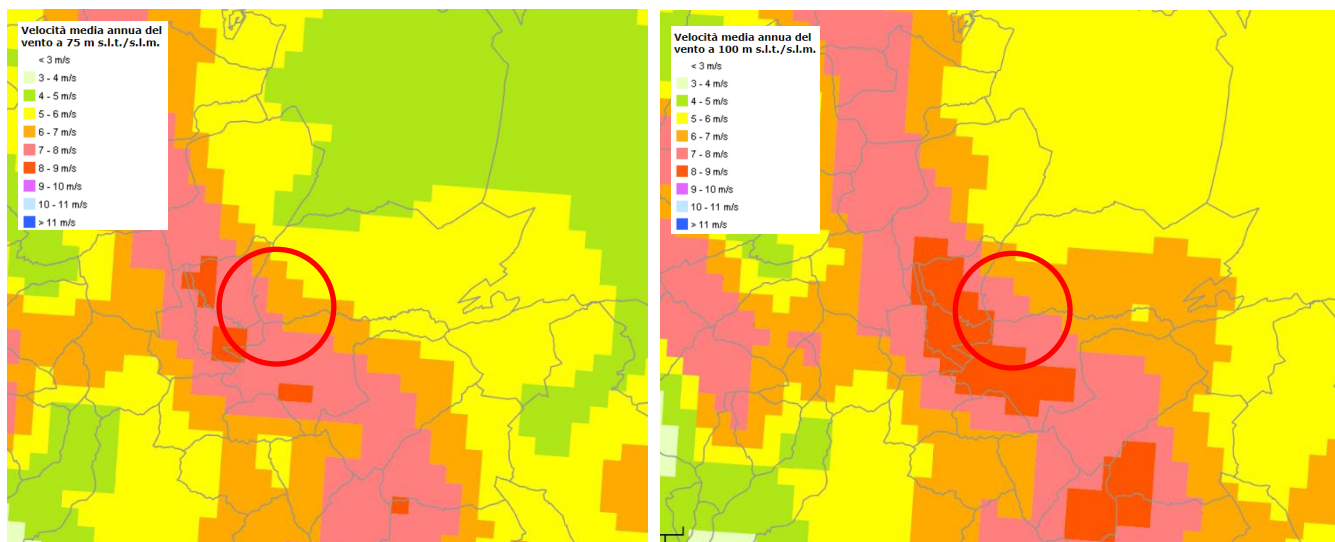 Velocità media annua del
vento a 75 m s.l.t./s.l.m.
< 3 m/s
3 - 4 m/s
4 - 5 m/s
5 - 6 m/s
6 - 7 m/s
7 - 8 m/s
8 - 9 m/s
9 - 10 m/s
10 - 11 m/s
> 11 m/s
Velocità media annua del
vento a 100 m s.l.t./s.l.m.
< 3 m/s
3 - 4 m/s
4 - 5 m/s
5 - 6 m/s
6 - 7 m/s
7 - 8 m/s
8 - 9 m/s
9 - 10 m/s
10 - 11 m/s
> 11 m/s